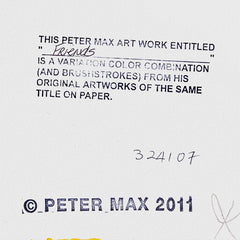 THIS PETER MAX ART WORK ENTITLED
" Friends "
IS A VARIATION COLOR COMBINATION
(AND BRUSHSTROKES) FROM HIS
ORIGINAL ARTWORKS OF THE SAME
TITLE ON PAPER.
324107
© PETER MAX 2011